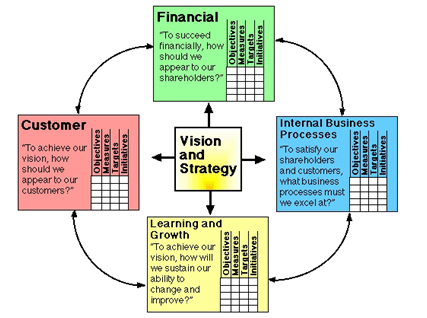 Financial
"To succeed
financially, how
should we
appear to our
shareholders?"
Objectives
Measures
Targets
Initiatives
Customer
"To achieve our
vision, how
should we
appear to our
customers?"
Objectives
Measures
Targets
Initiatives
Vision
and
Strategy
Internal Business
Processes
"To satisfy our
shareholders
and customers,
what business
processes must
we excel at?"
Objectives
Measures
Targets
Initiatives
Learning and
Growth
"To achieve our
vision, how will
we sustain our
ability to
change and
improve?"
Objectives
Measures
Targets
Initiatives